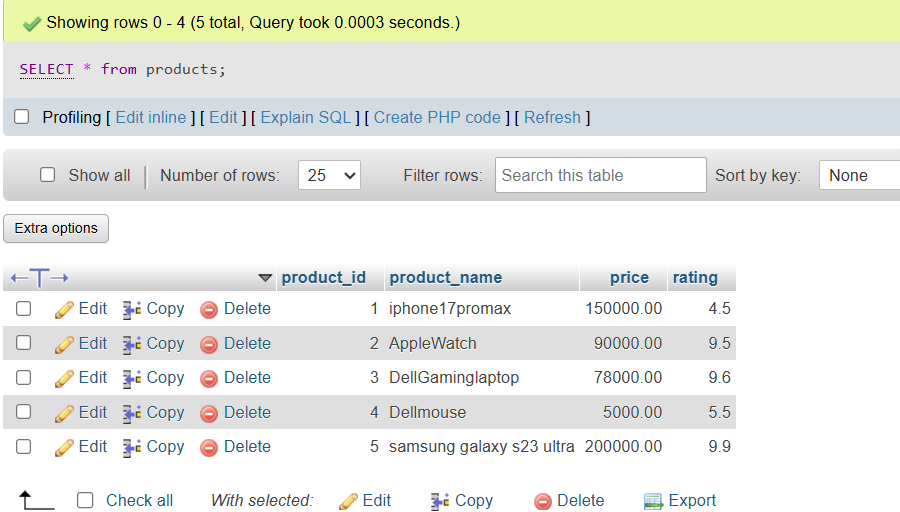 Showing rows 0 - 4 (5 total, Query took 0.0003 seconds.)
SELECT * from products;
Profiling [ Edit inline ] [ Edit ] [ Explain SQL ] [ Create PHP code ] [ Refresh ]
Show all Number of rows: 25 Filter rows: Search this table Sort by key: None
Extra options
product_id product_name price rating
Edit Copy Delete 1 iphone17promax 150000.00 4.5
Edit Copy Delete 2 AppleWatch 90000.00 9.5
Edit Copy Delete 3 DellGaminglaptop 78000.00 9.6
Edit Copy Delete 4 Dellmouse 5000.00 5.5
Edit Copy Delete 5 samsung galaxy s23 ultra 200000.00 9.9
Check all With selected: Edit Copy Delete Export